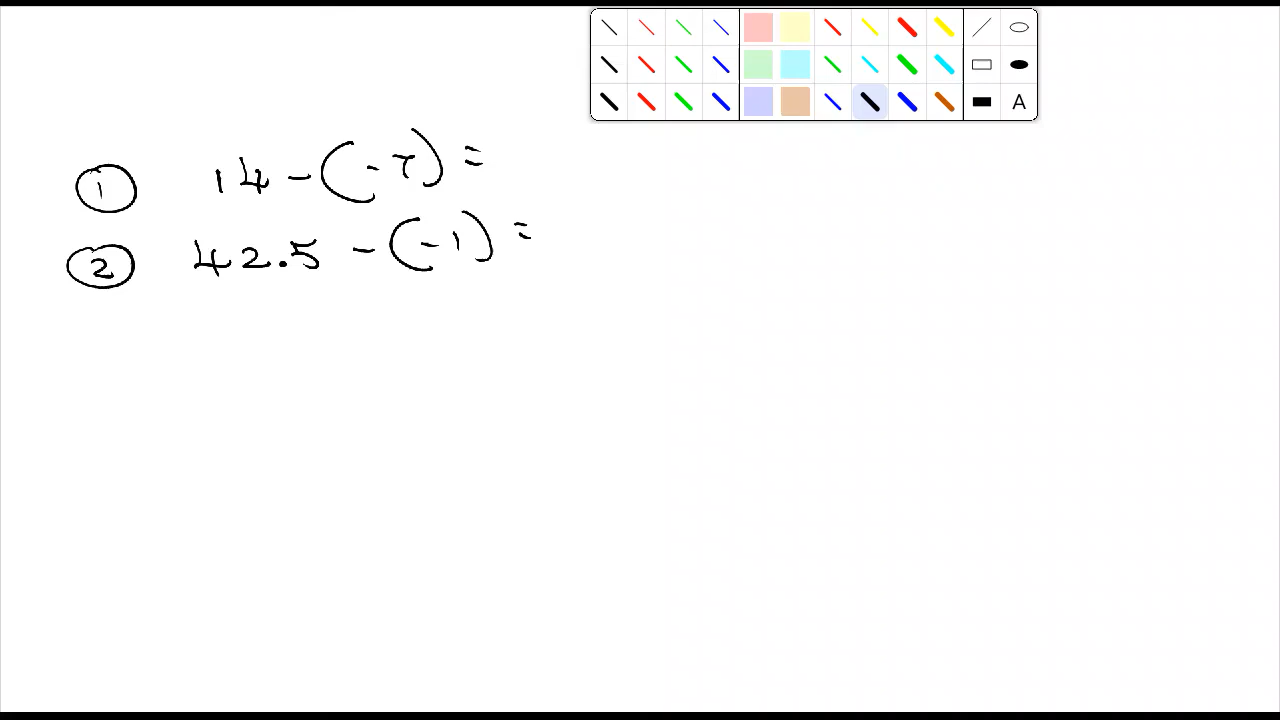 A
① 14 - (-7) =
② 42.5 - (-1) =